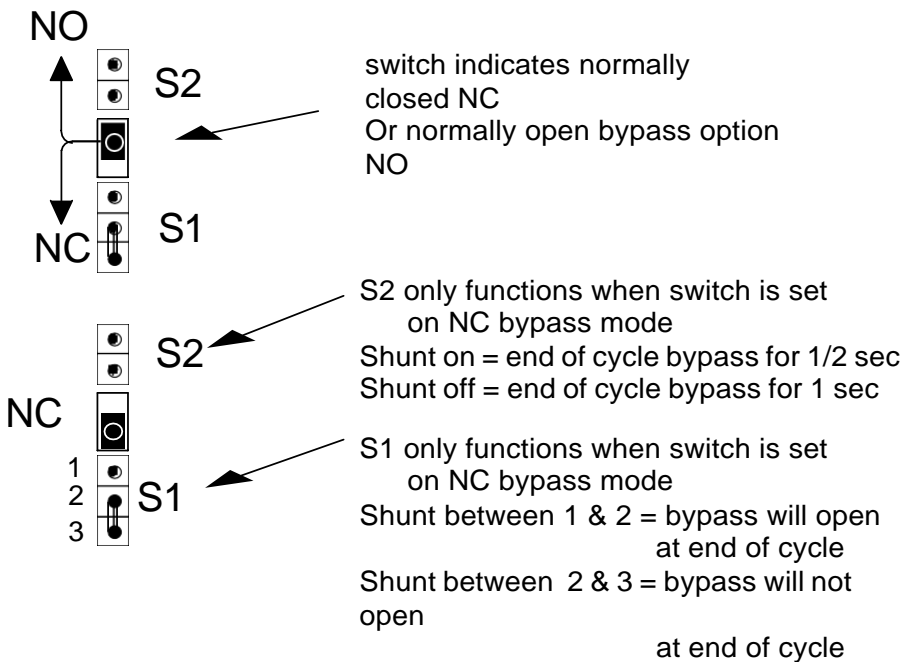 NO
S2
switch indicates normally
closed NC
Or normally open bypass option
NO
S1
NC
S2 only functions when switch is set
on NC bypass mode
Shunt on = end of cycle bypass for 1/2 sec
Shunt off = end of cycle bypass for 1 sec
S2
NC
1
2
3
S1
S1 only functions when switch is set
on NC bypass mode
Shunt between 1 & 2 = bypass will open
at end of cycle
Shunt between 2 & 3 = bypass will not
open
at end of cycle